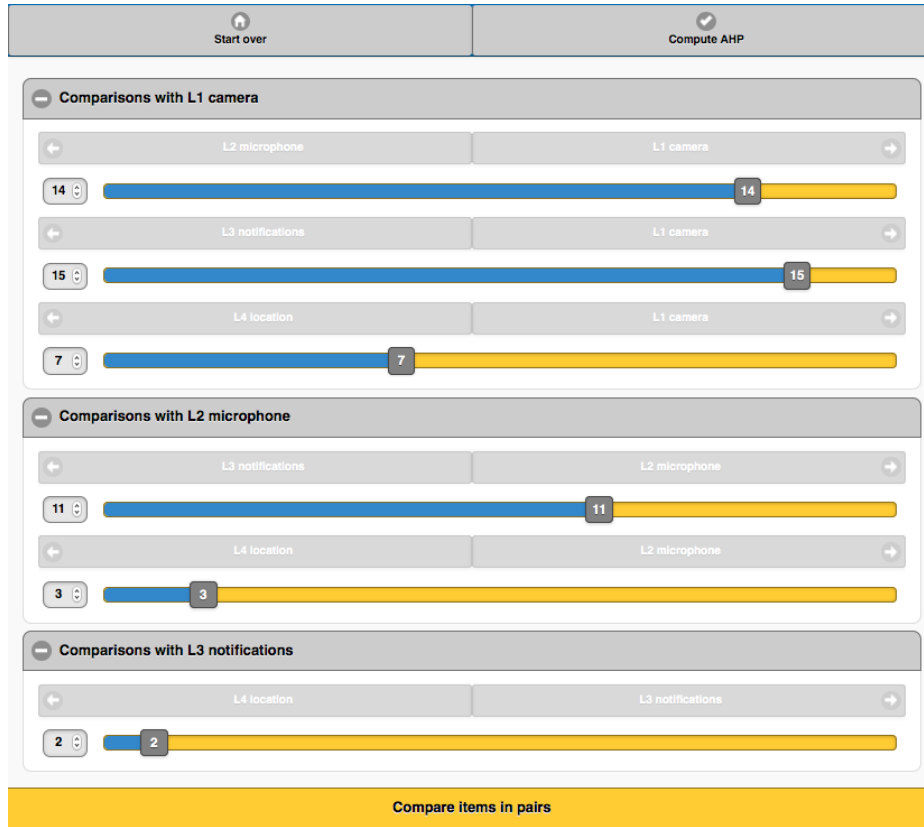 Start over
Compute AHP
Comparisons with L1 camera
L2 microphone
L1 camera
14
14
L3 notifications
L1 camera
15
15
L4 location
L1 camera
7
7
Comparisons with L2 microphone
L3 notifications
L2 microphone
11
11
L4 location
L2 microphone
3
3
Comparisons with L3 notifications
L4 location
L3 notifications
2
2
Compare items in pairs